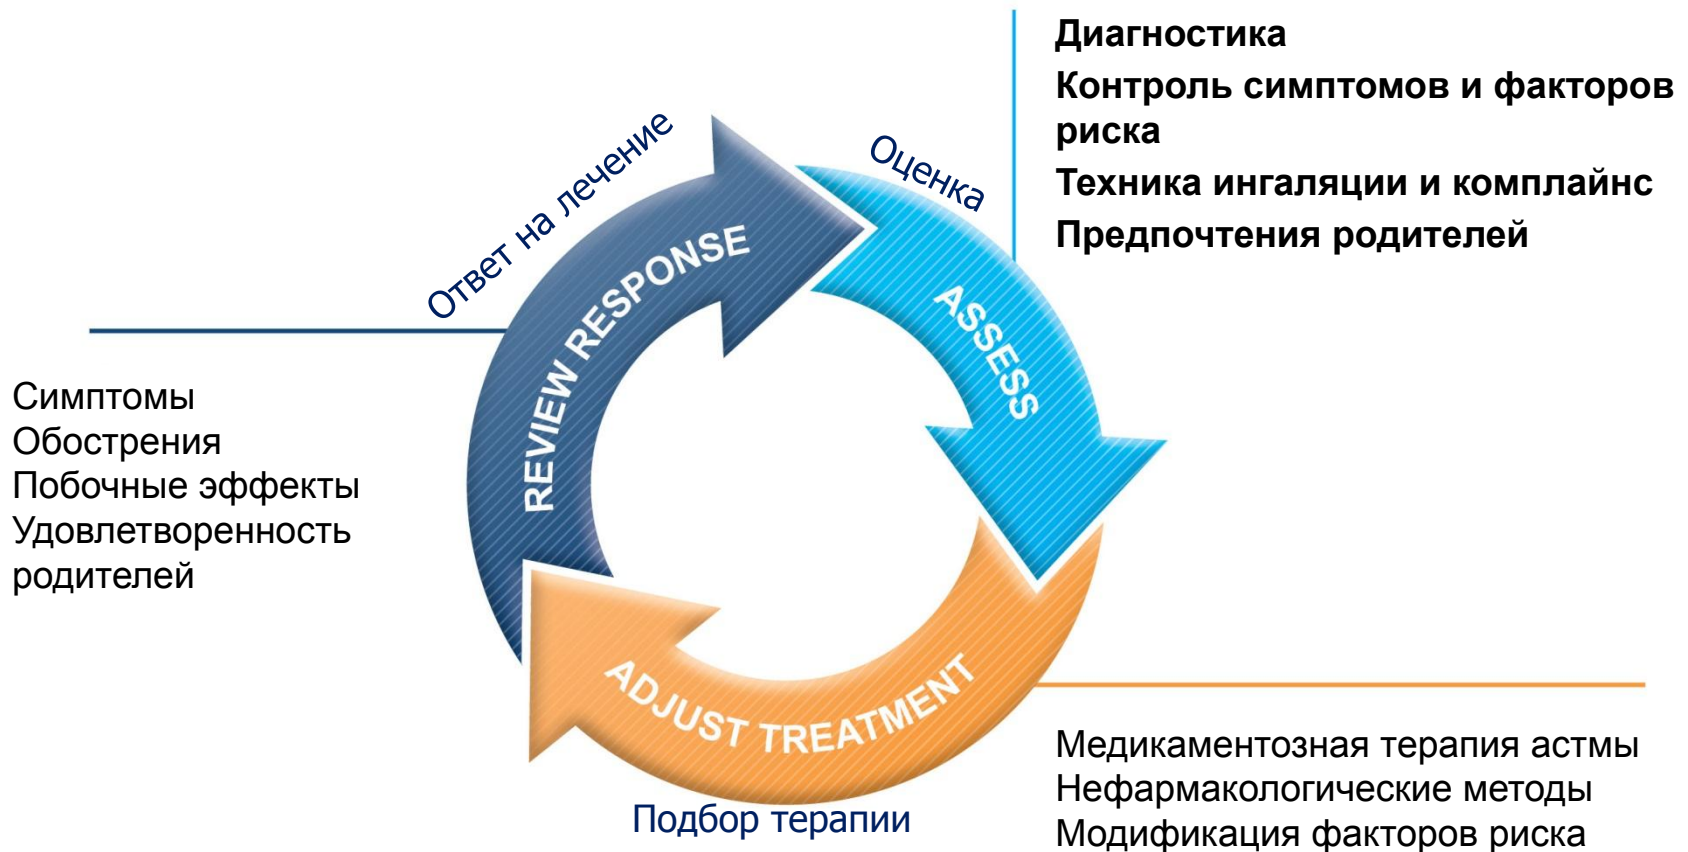 Диагностика
Контроль симптомов и факторов
риска
Техника ингаляции и комплайнс
Предпочтения родителей
Ответ на лечение
Оценка
REVIEW RESPONSE
ASSESS
ADJUST TREATMENT
Симптомы
Обострения
Побочные эффекты
Удовлетворенность
родителей
Подбор терапии
Медикаментозная терапия астмы
Нефармакологические методы
Модификация факторов риска